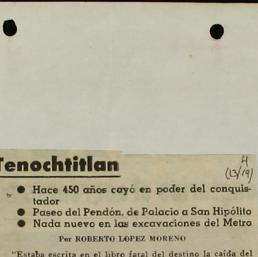 Tenochtitlan
4
(13/19)
● Hace 450 años cayó en poder del conquis-
tador
● Paseo del Pendón, de Palacio a San Hipólito
● Nada nuevo en las excavaciones del Metro
Por ROBERTO LOPEZ MORENO
"Estaba escrita en el libro fatal del destino la caída del